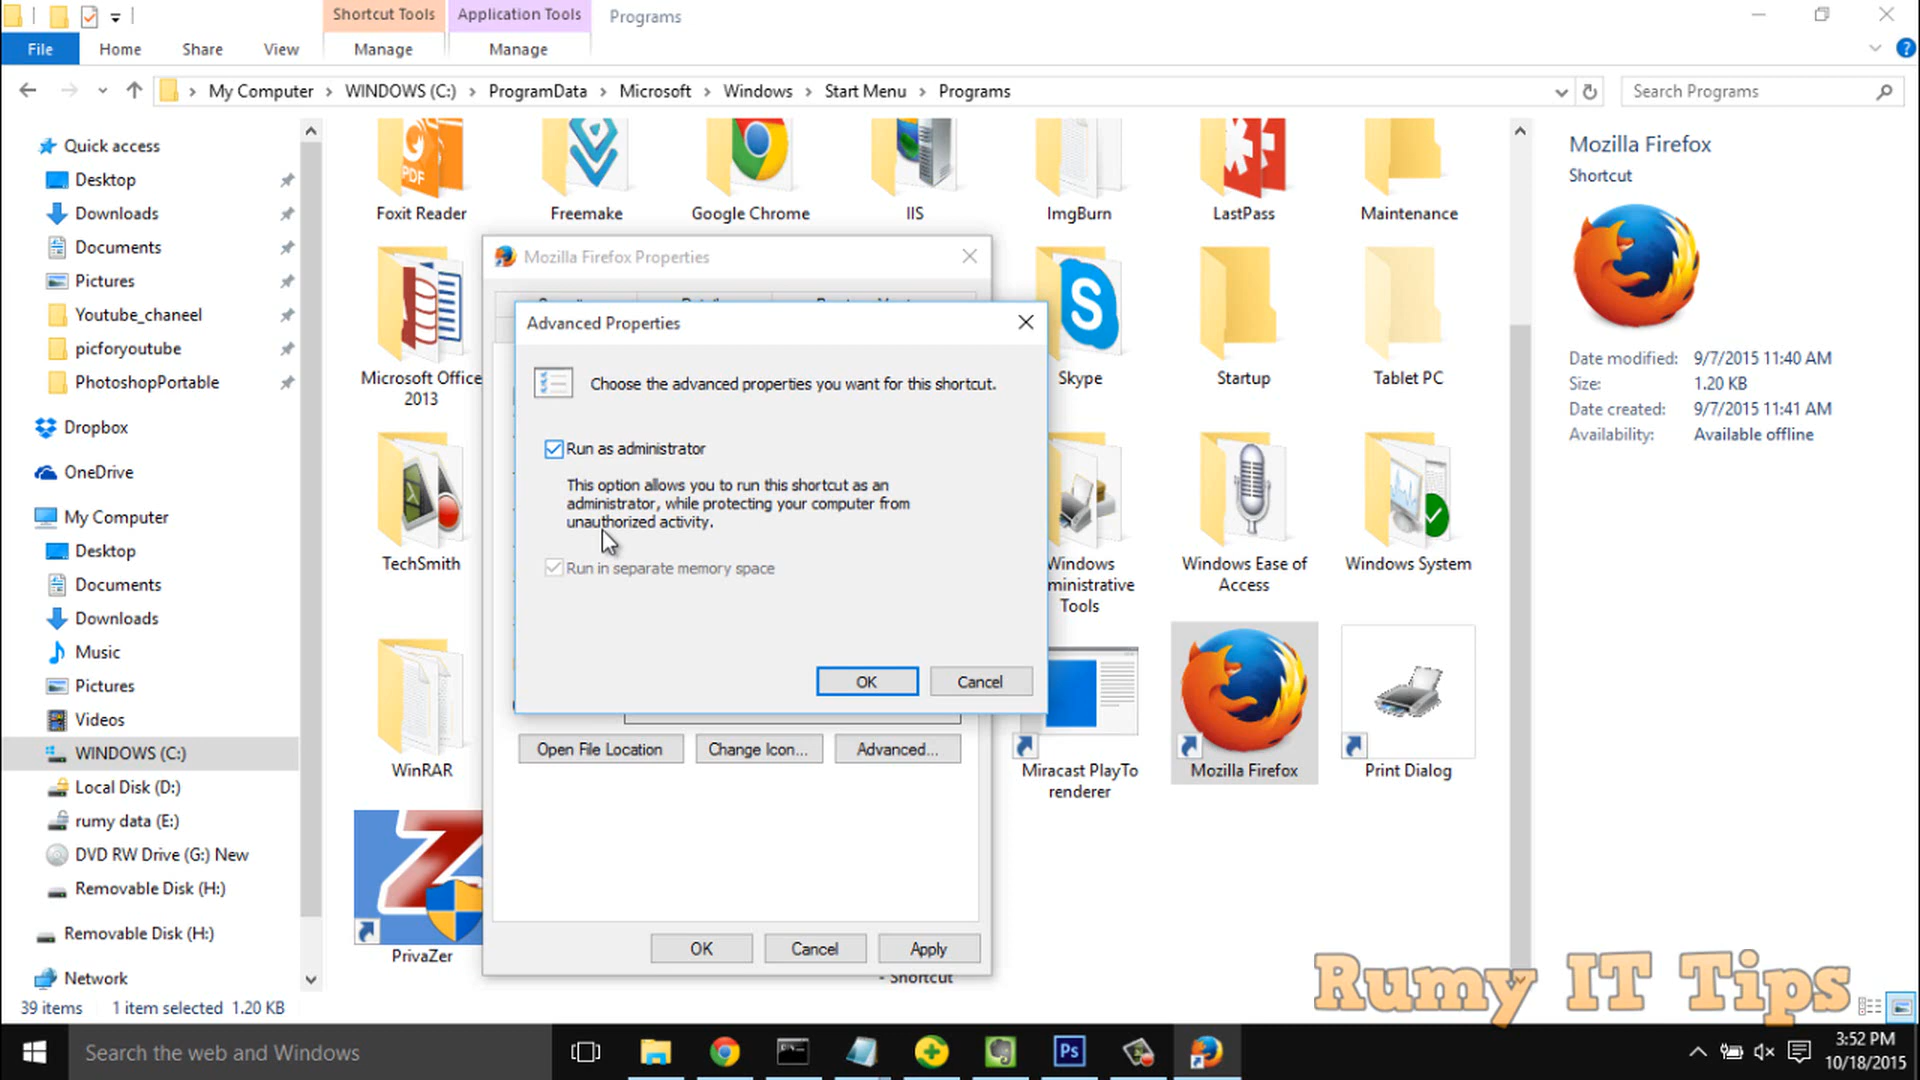 Shortcut Tools
Application Tools
Programs
File
Home
Share
View
Manage
Manage
My Computer
WINDOWS (C:)
ProgramData
Microsoft
Windows
Start Menu
Programs
Search Programs
Quick access
Desktop
Downloads
Documents
Pictures
Youtube_chaneel
picforyoutube
PhotoshopPortable
Dropbox
OneDrive
My Computer
Desktop
Documents
Downloads
Music
Pictures
Videos
WINDOWS (C:)
Local Disk (D:)
rumy data (E:)
DVD RW Drive (G:) New
Removable Disk (H:)
Removable Disk (H:)
Network
PDF
Foxit Reader
Freemake
Google Chrome
IIS
ImgBurn
LastPass
Maintenance
Microsoft Office
2013
Skype
Startup
Tablet PC
TechSmith
Windows
ministrative
Tools
Windows Ease of
Access
Windows System
WinRAR
Miracast PlayTo
renderer
Mozilla Firefox
Print Dialog
PrivaZer
- Shortcut
Mozilla Firefox Properties
Advanced Properties
Choose the advanced properties you want for this shortcut.
Run as administrator
This option allows you to run this shortcut as an
administrator, while protecting your computer from
unauthorized activity.
Run in separate memory space
OK
Cancel
Open File Location
Change Icon...
Advanced...
OK
Cancel
Apply
Mozilla Firefox
Shortcut
Date modified: 9/7/2015 11:40 AM
Size: 1.20 KB
Date created: 9/7/2015 11:41 AM
Availability: Available offline
39 items
1 item selected 1.20 KB
Rumy IT Tips
Search the web and Windows
Ps
3:52 PM
10/18/2015